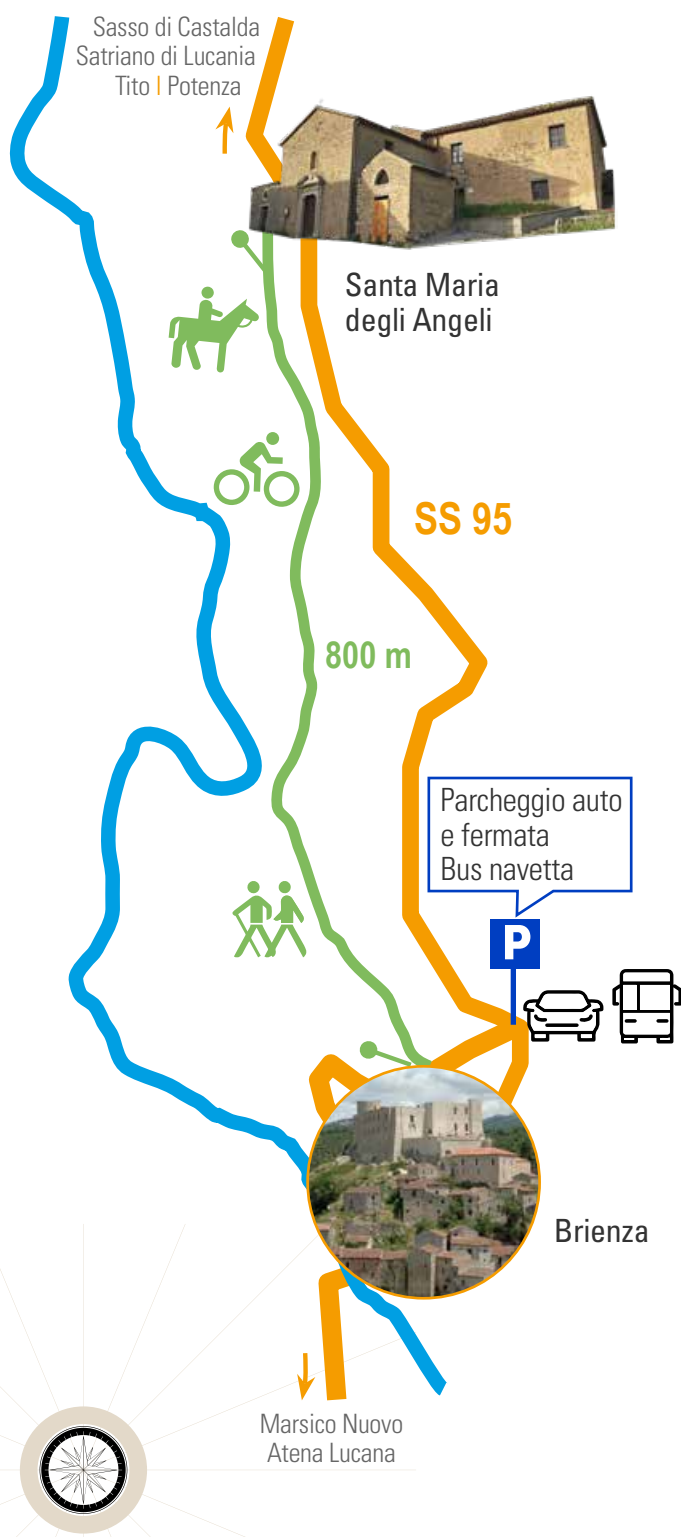 Sasso di Castalda
Satriano di Lucania
Tito | Potenza
Santa Maria
degli Angeli
SS 95
800 m
Parcheggio auto
e fermata
Bus navetta
P
Brienza
Marsico Nuovo
Atena Lucana